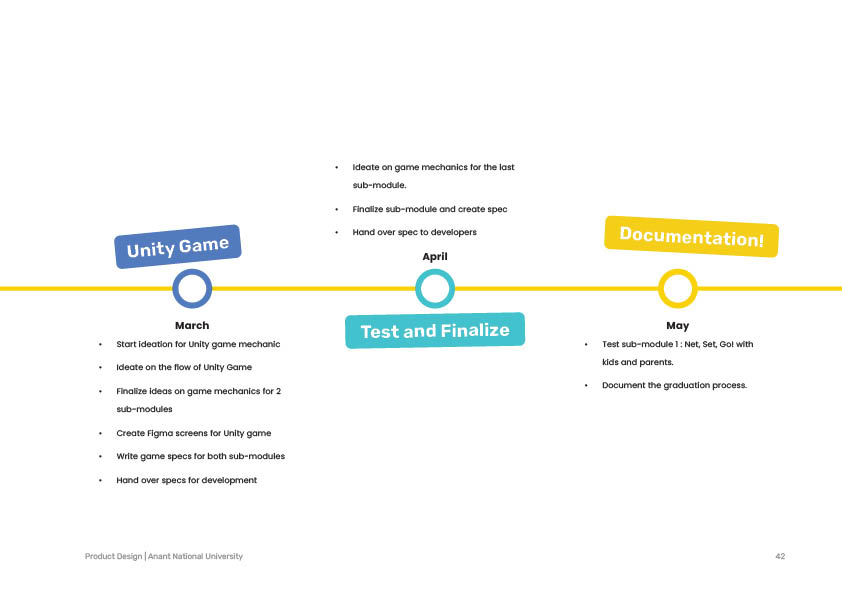 Unity Game
March
• Start ideation for Unity game mechanic
• Ideate on the flow of Unity Game
• Finalize ideas on game mechanics for 2
sub-modules
• Create Figma screens for Unity game
• Write game specs for both sub-modules
• Hand over specs for development
• Ideate on game mechanics for the last
sub-module.
• Finalize sub-module and create spec
• Hand over spec to developers
April
Test and Finalize
Documentation!
May
• Test sub-module 1 : Net, Set, Go! with
kids and parents.
• Document the graduation process.
Product Design | Anant National University
42